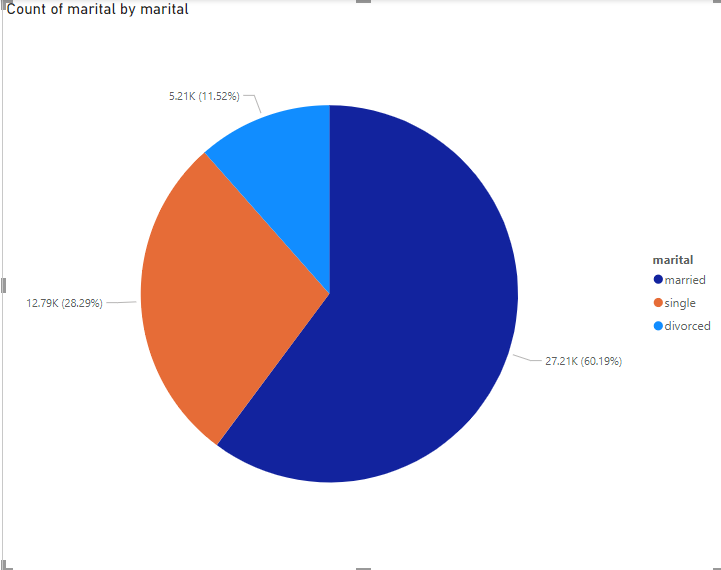 Count of marital by marital
5.21K (11.52%)
12.79K (28.29%)
27.21K (60.19%)
marital
married
single
divorced